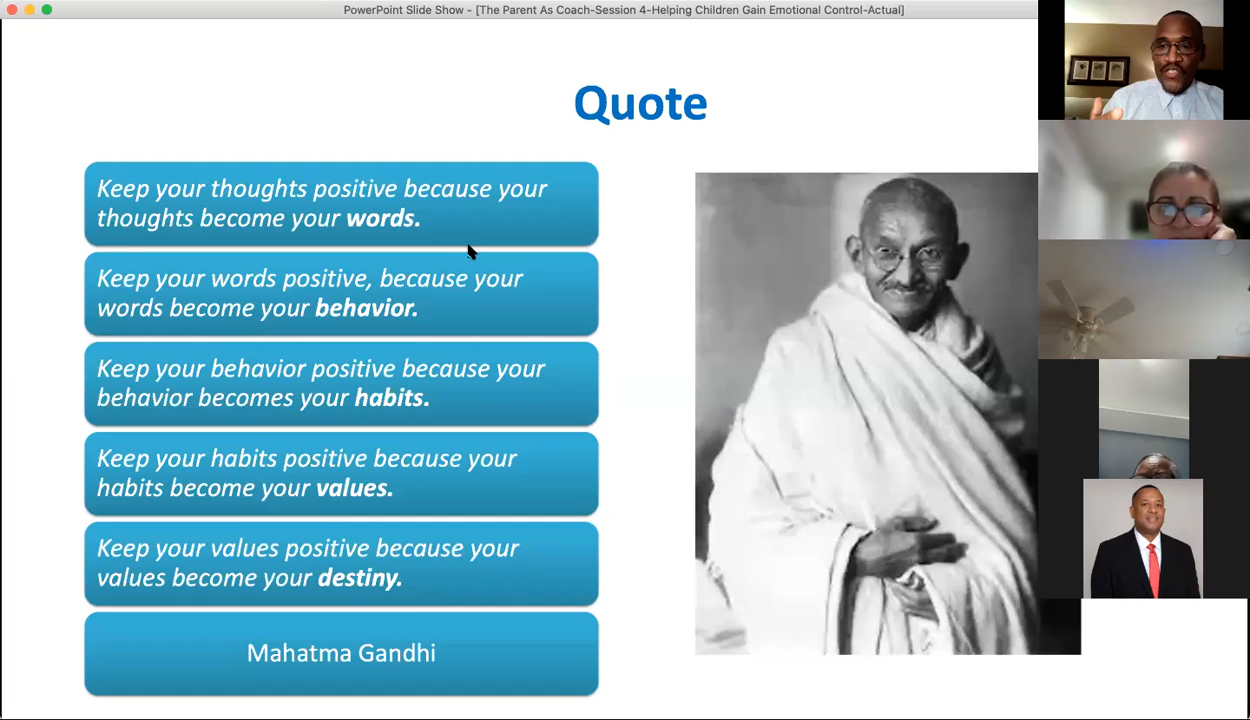 PowerPoint Slide Show - [The Parent As Coach-Session 4-Helping Children Gain Emotional Control-Actual]
Quote
Keep your thoughts positive because your
thoughts become your words.
Keep your words positive, because your
words become your behavior.
Keep your behavior positive because your
behavior becomes your habits.
Keep your habits positive because your
habits become your values.
Keep your values positive because your
values become your destiny.
Mahatma Gandhi